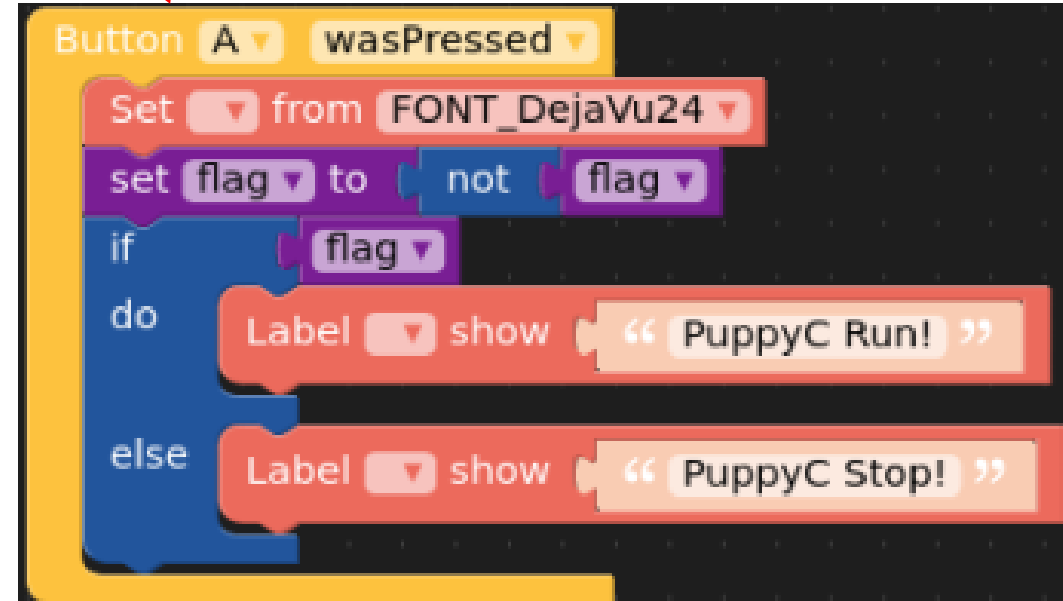 Button A wasPressed
Set from FONT_DejaVu24
set flag to not flag
if flag
do Label show “ PuppyC Run! ”
else Label show “ PuppyC Stop! ”